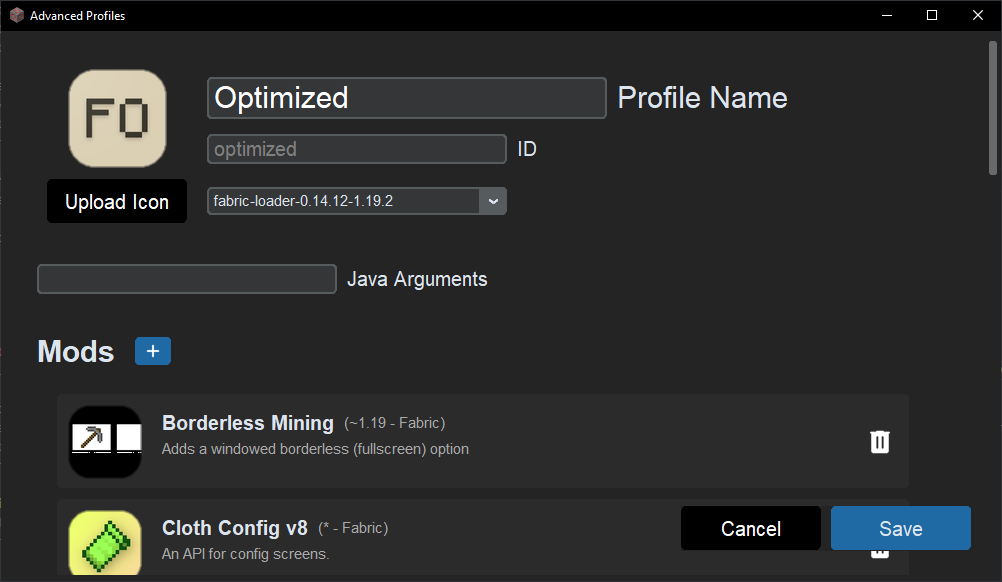 Advanced Profiles
FO
Optimized
Profile Name
optimized
ID
Upload Icon
fabric-loader-0.14.12-1.19.2
Java Arguments
Mods +
Borderless Mining (~1.19 - Fabric)
Adds a windowed borderless (fullscreen) option
Cloth Config v8 (* - Fabric)
An API for config screens.
Cancel
Save